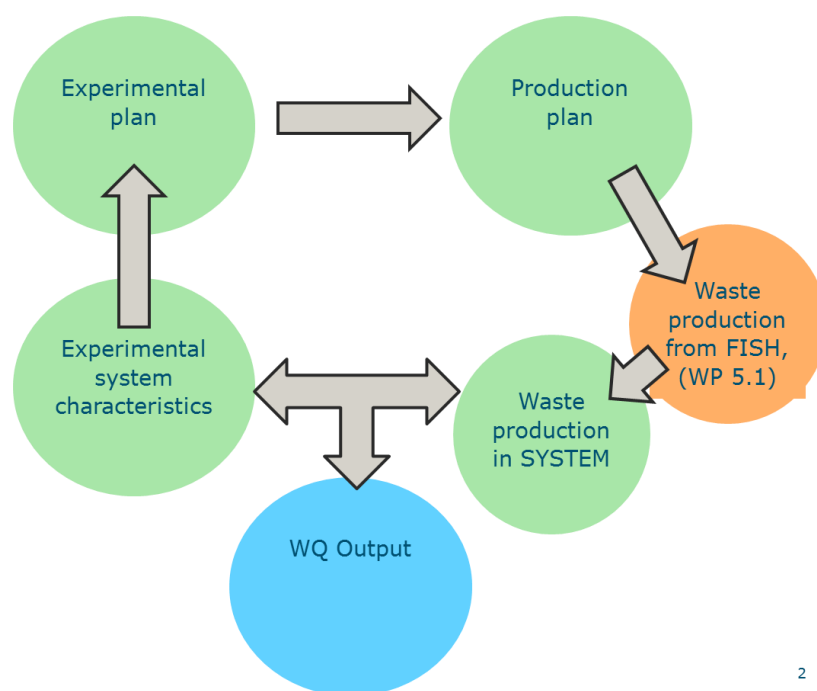 Experimental
plan
Production
plan
Waste
production
from FISH,
(WP 5.1)
Experimental
system
characteristics
Waste
production
in SYSTEM
WQ Output
2